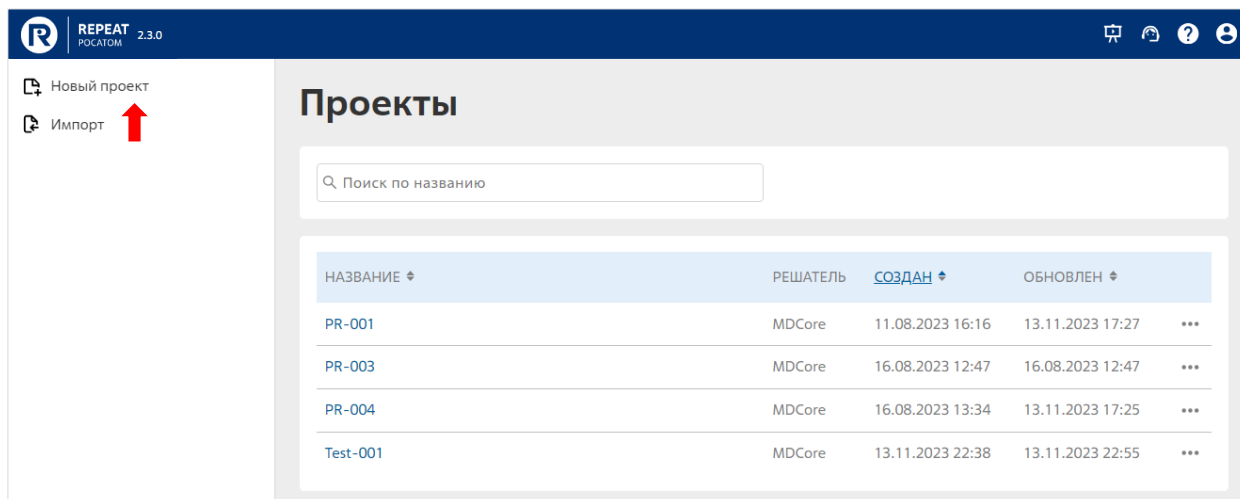 REPEAT 2.3.0
РОСАТОМ
Новый проект
Импорт
Проекты
Поиск по названию
НАЗВАНИЕ РЕШАТЕЛЬ СОЗДАН ОБНОВЛЕН
PR-001 MDCore 11.08.2023 16:16 13.11.2023 17:27
PR-003 MDCore 16.08.2023 12:47 16.08.2023 12:47
PR-004 MDCore 16.08.2023 13:34 13.11.2023 17:25
Test-001 MDCore 13.11.2023 22:38 13.11.2023 22:55